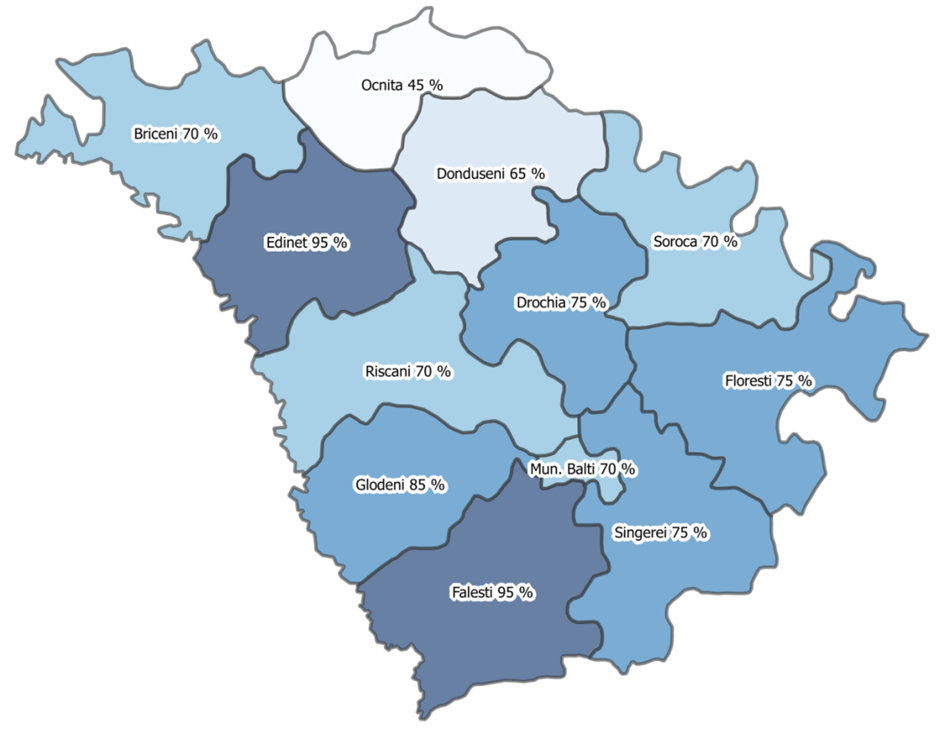 Ocnita 45 %
Briceni 70 %
Donduseni 65 %
Edinet 95 %
Soroca 70 %
Drochia 75 %
Riscani 70 %
Floresti 75 %
Mun. Balti 70 %
Glodeni 85 %
Singerei 75 %
Falesti 95 %